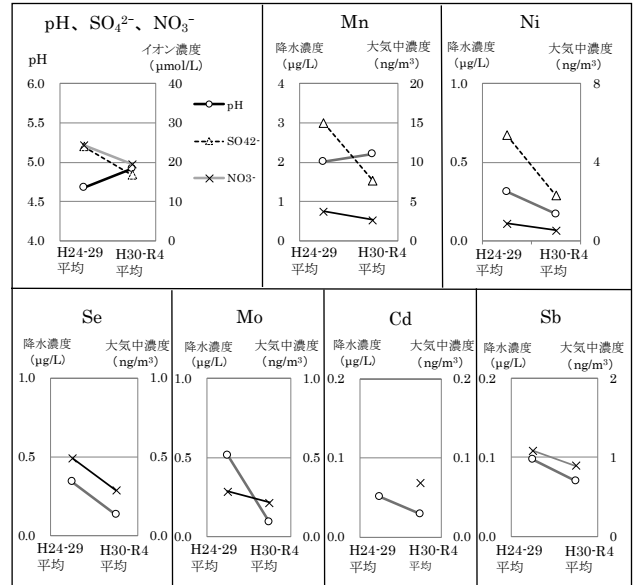 pH、SO₄²⁻、NO₃⁻
pH
イオン濃度
(μmol/L)
6.0
5.5
5.0
4.5
4.0
40
30
20
10
0
pH
SO42-
NO3-
H24-29
平均
H30-R4
平均
Mn
降水濃度
(μg/L)
大気中濃度
(ng/m³)
4
3
2
1
0
20
15
10
5
0
H24-29
平均
H30-R4
平均
Ni
降水濃度
(μg/L)
大気中濃度
(ng/m³)
1.0
0.5
0.0
8
4
0
H24-29
平均
H30-R4
平均
Se
降水濃度
(μg/L)
大気中濃度
(ng/m³)
1.0
0.5
0.0
1.0
0.5
0.0
H24-29
平均
H30-R4
平均
Mo
降水濃度
(μg/L)
大気中濃度
(ng/m³)
1.0
0.5
0.0
1.0
0.5
0.0
H24-29
平均
H30-R4
平均
Cd
降水濃度
(μg/L)
大気中濃度
(ng/m³)
0.2
0.1
0.0
0.2
0.1
0.0
H24-29
平均
H30-R4
平均
Sb
降水濃度
(μg/L)
大気中濃度
(ng/m³)
0.2
0.1
0.0
2
1
0
H24-29
平均
H30-R4
平均